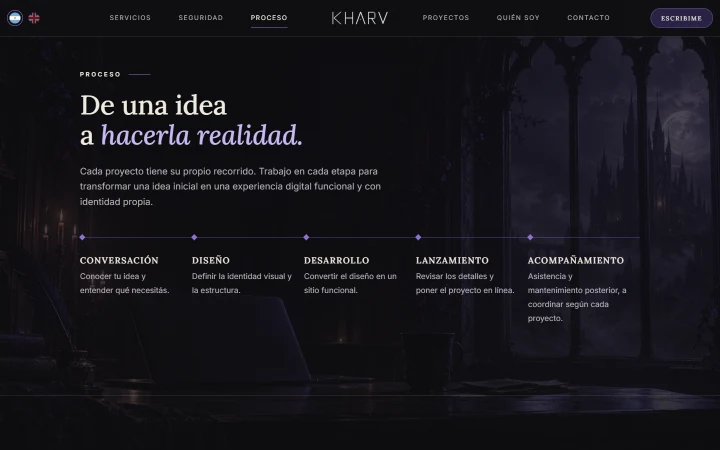 SERVICIOS
SEGURIDAD
PROCESO
KHARV
PROYECTOS
QUIÉN SOY
CONTACTO
ESCRIBIME
PROCESO
De una idea
a hacerla realidad.
Cada proyecto tiene su propio recorrido. Trabajo en cada etapa para
transformar una idea inicial en una experiencia digital funcional y con
identidad propia.
CONVERSACIÓN
Conocer tu idea y
entender qué necesitás.
DISEÑO
Definir la identidad visual y
la estructura.
DESARROLLO
Convertir el diseño en un
sitio funcional.
LANZAMIENTO
Revisar los detalles y
poner el proyecto en línea.
ACOMPAÑAMIENTO
Asistencia y
mantenimiento posterior, a
coordinar según cada
proyecto.